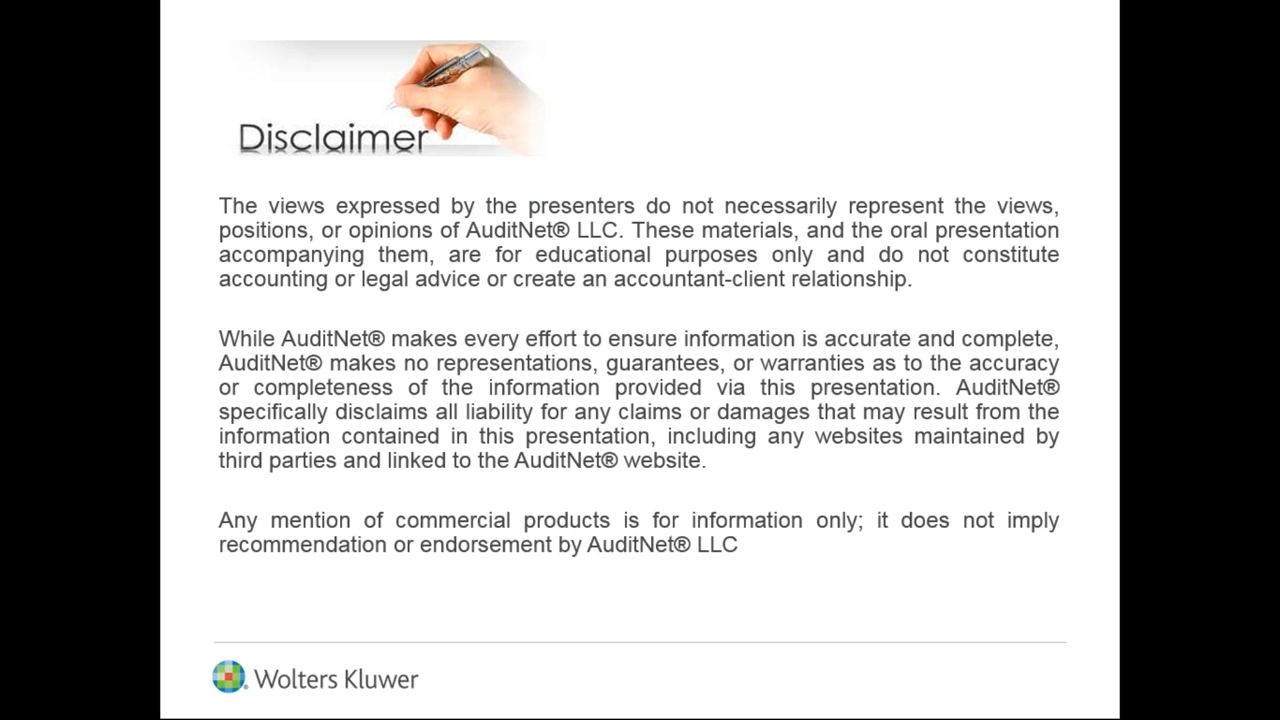 Disclaimer
The views expressed by the presenters do not necessarily represent the views,
positions, or opinions of AuditNet® LLC. These materials, and the oral presentation
accompanying them, are for educational purposes only and do not constitute
accounting or legal advice or create an accountant-client relationship.
While AuditNet® makes every effort to ensure information is accurate and complete,
AuditNet® makes no representations, guarantees, or warranties as to the accuracy
or completeness of the information provided via this presentation. AuditNet®
specifically disclaims all liability for any claims or damages that may result from the
information contained in this presentation, including any websites maintained by
third parties and linked to the AuditNet® website.
Any mention of commercial products is for information only; it does not imply
recommendation or endorsement by AuditNet® LLC
Wolters Kluwer